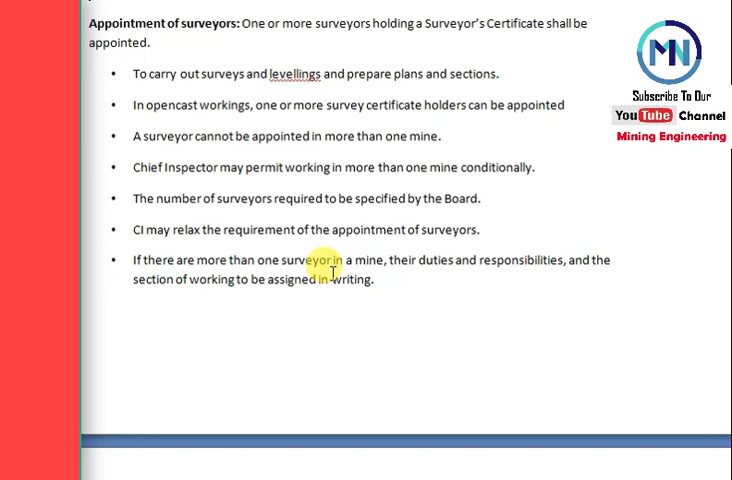 Appointment of surveyors: One or more surveyors holding a Surveyor's Certificate shall be
appointed.
• To carry out surveys and levellings and prepare plans and sections.
• In opencast workings, one or more survey certificate holders can be appointed
• A surveyor cannot be appointed in more than one mine.
• Chief Inspector may permit working in more than one mine conditionally.
• The number of surveyors required to be specified by the Board.
• CI may relax the requirement of the appointment of surveyors.
• If there are more than one surveyor in a mine, their duties and responsibilities, and the
section of working to be assigned in writing.
MN
Subscribe To Our
YouTube Channel
Mining Engineering